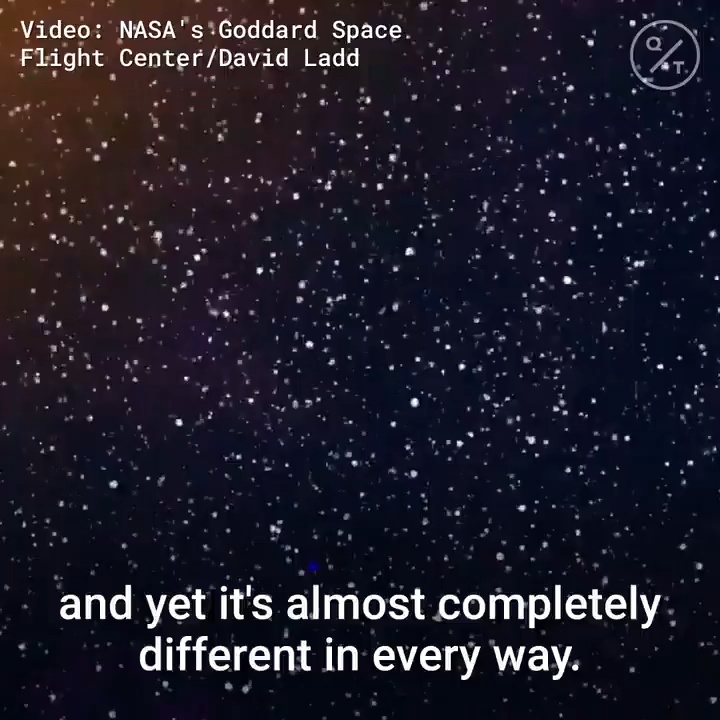 Video: NASA's Goddard Space
Flight Center/David Ladd
Q
T.
and yet it's almost completely
different in every way.